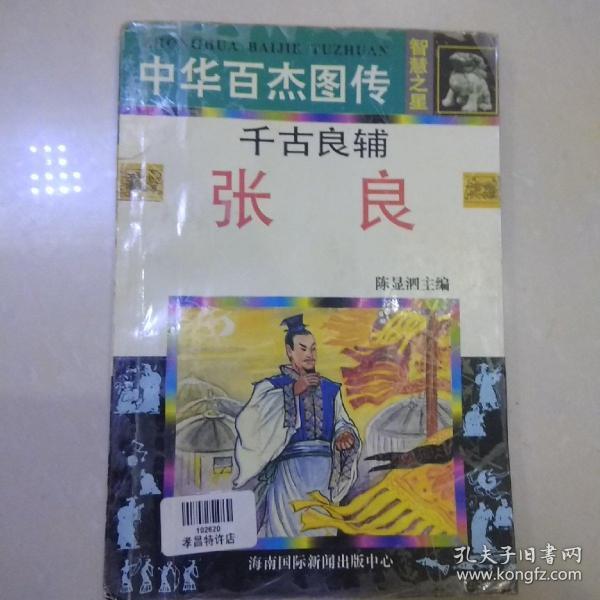 ZHONGHUA BAIJIE TUZHUAN
中华百杰图传
智慧之星
千古良辅
张 良
陈显泗主编
102620
孝昌特许店
海南国际新闻出版中心
孔夫子旧书网
www.kongfz.com